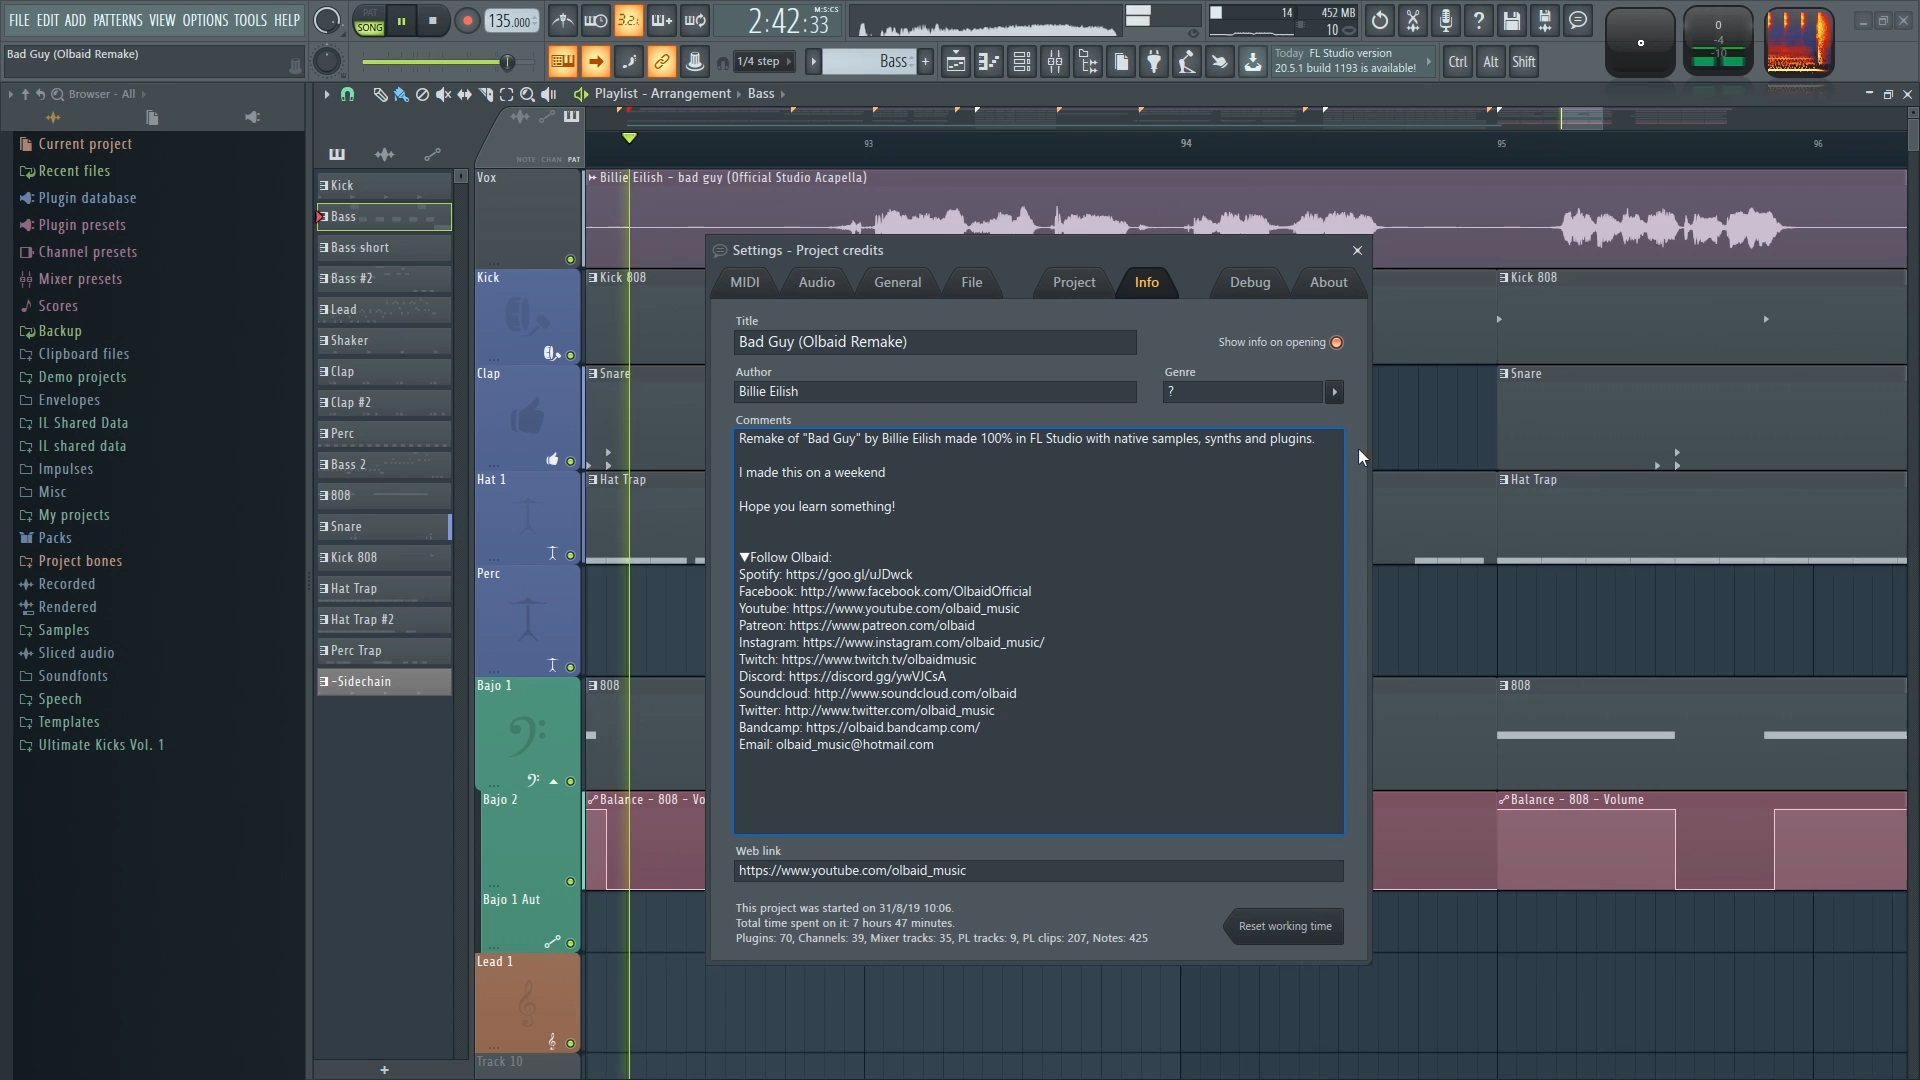 FILE EDIT ADD PATTERNS VIEW OPTIONS TOOLS HELP
PAT
SONG
135.000
3.2.
2:42:33
M:S:CS
14
452 MB
10
0
-4
-10
Bad Guy (Olbaid Remake)
1/4 step
Bass
+
Today FL Studio version
20.5.1 build 1193 is available!
Ctrl
Alt
Shift
Browser - All
Playlist - Arrangement › Bass ›
Current project
Recent files
Plugin database
Plugin presets
Channel presets
Mixer presets
Scores
Backup
Clipboard files
Demo projects
Envelopes
IL Shared Data
IL shared data
Impulses
Misc
My projects
Packs
Project bones
Recorded
Rendered
Samples
Sliced audio
Soundfonts
Speech
Templates
Ultimate Kicks Vol. 1
Kick
Bass
Bass short
Bass #2
Lead
Shaker
Clap
Clap #2
Perc
Bass 2
808
Snare
Kick 808
Hat Trap
Hat Trap #2
Perc Trap
-Sidechain
+
NOTE CHAN PAT
93
94
95
96
Vox
Billie Eilish - bad guy (Official Studio Acapella)
Kick
Kick 808
Kick 808
Clap
Snare
Snare
Hat 1
Hat Trap
Hat Trap
Perc
Bajo 1
808
808
Bajo 2
Balance - 808 - Vo
Balance - 808 - Volume
Bajo 1 Aut
Lead 1
Track 10
Settings - Project credits
MIDI
Audio
General
File
Project
Info
Debug
About
Title
Bad Guy (Olbaid Remake)
Show info on opening
Author
Genre
Billie Eilish
?
Comments
Remake of "Bad Guy" by Billie Eilish made 100% in FL Studio with native samples, synths and plugins.
I made this on a weekend
Hope you learn something!
▼Follow Olbaid:
Spotify: https://goo.gl/uJDwck
Facebook: http://www.facebook.com/OlbaidOfficial
Youtube: https://www.youtube.com/olbaid_music
Patreon: https://www.patreon.com/olbaid
Instagram: https://www.instagram.com/olbaid_music/
Twitch: https://www.twitch.tv/olbaidmusic
Discord: https://discord.gg/ywVJCsA
Soundcloud: http://www.soundcloud.com/olbaid
Twitter: http://www.twitter.com/olbaid_music
Bandcamp: https://olbaid.bandcamp.com/
Email: olbaid_music@hotmail.com
Web link
https://www.youtube.com/olbaid_music
This project was started on 31/8/19 10:06.
Total time spent on it: 7 hours 47 minutes.
Plugins: 70, Channels: 39, Mixer tracks: 35, PL tracks: 9, PL clips: 207, Notes: 425
Reset working time